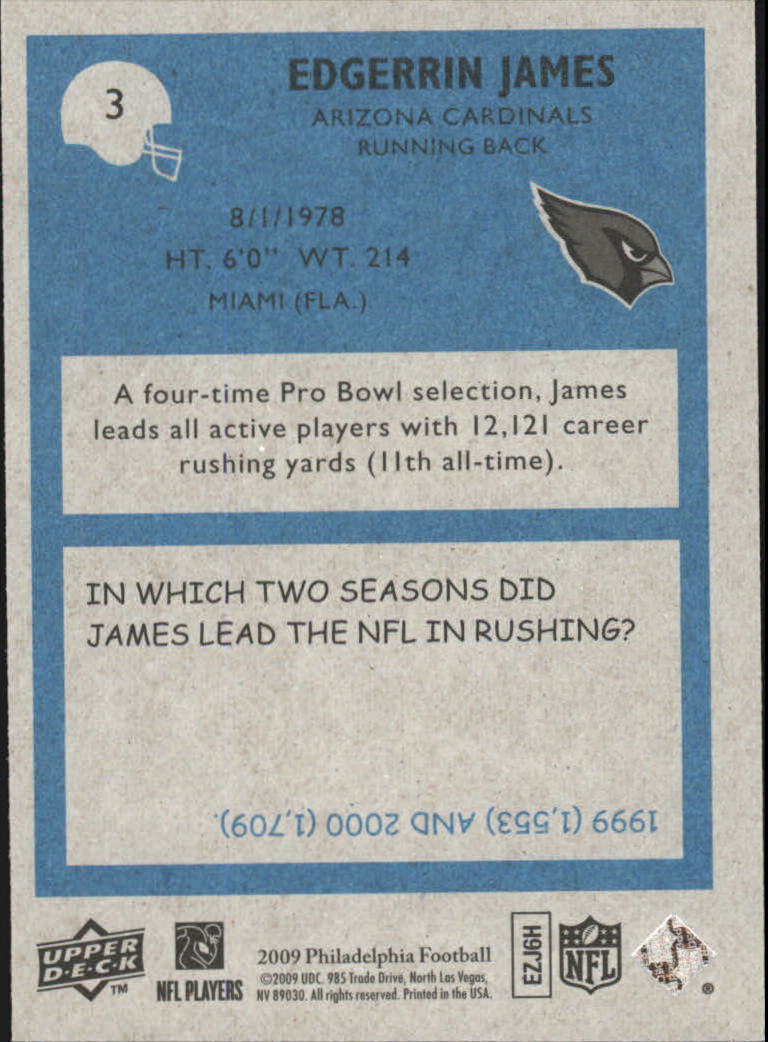 3
EDGERRIN JAMES
ARIZONA CARDINALS
RUNNING BACK
8/1/1978
HT. 6'0" WT. 214
MIAMI (FLA.)
A four-time Pro Bowl selection, James
leads all active players with 12,121 career
rushing yards (11th all-time).
IN WHICH TWO SEASONS DID
JAMES LEAD THE NFL IN RUSHING?
1999 (1,553) AND 2000 (1,709).
UPPER
D·E·C·K
TM
NFL PLAYERS
2009 Philadelphia Football
©2009 UDC. 985 Trade Drive, North Las Vegas,
NV 89030. All rights reserved. Printed in the USA.
EZJ6H
NFL
®